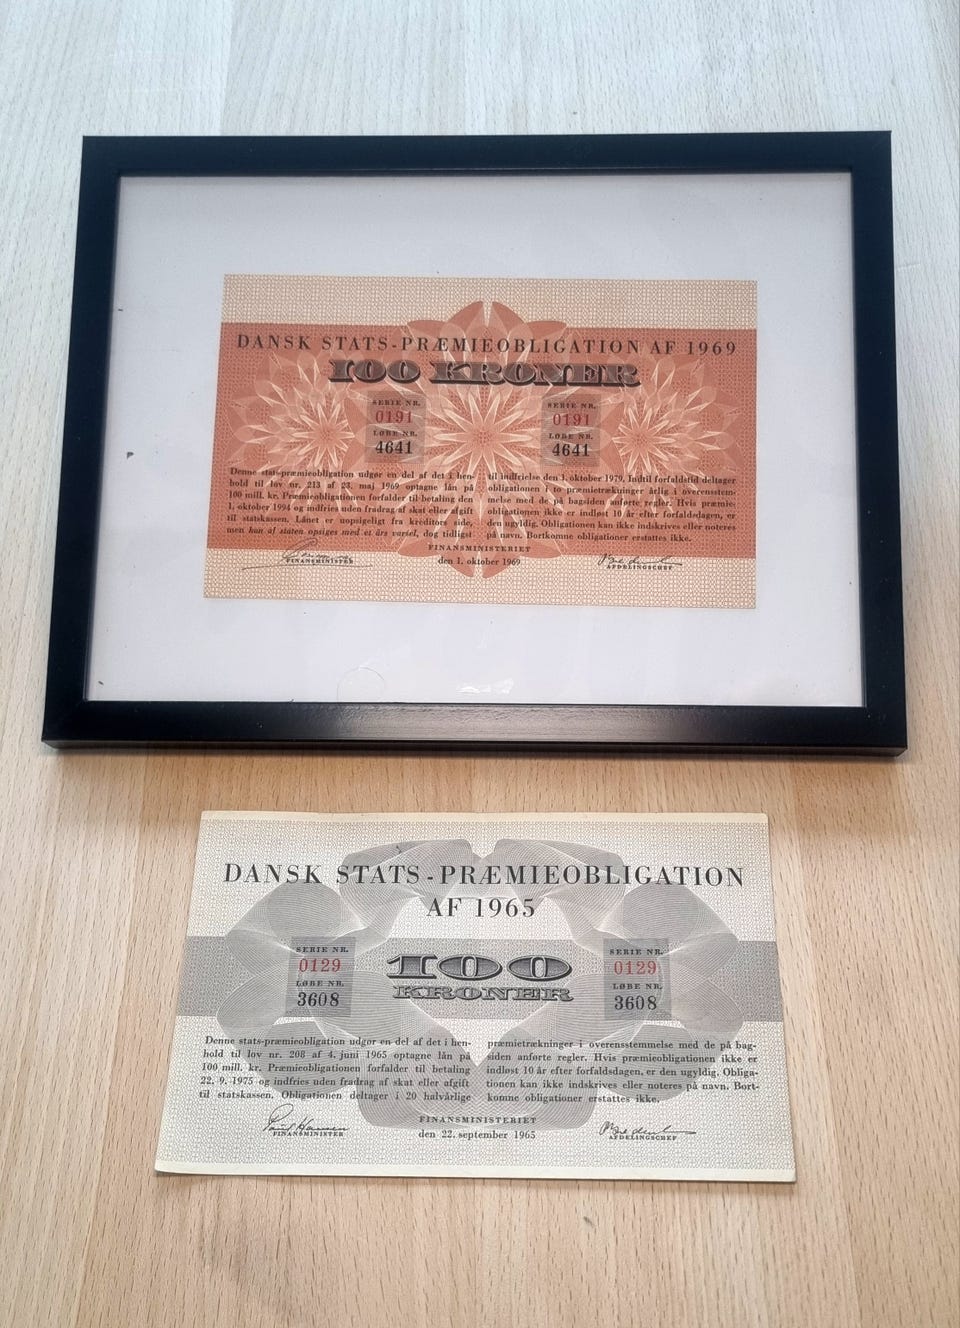 DANSK STATS-PRÆMIEOBLIGATION AF 1969
100 KRONER
SERIE NR. SERIE NR.
0191 0191
LØBE NR. LØBE NR.
4641 4641
Denne stats-præmieobligation udgør en del af det i hen-
hold til lov nr. 213 af 23. maj 1969 optagne lån på
100 mill. kr. Præmieobligationen forfalder til betaling den
1. oktober 1994 og indfries uden fradrag af skat eller afgift
til statskassen. Lånet er uopsigeligt fra kreditors side,
men kan af staten opsiges med et års varsel, dog tidligst
til indfrielse den 1. oktober 1979. Indtil forfaldstid deltager
obligationen i to præmietrækninger årlig i overensstem-
melse med de på bagsiden anførte regler. Hvis præmie-
obligationen ikke er indløst 10 år efter forfaldsdagen, er
den ugyldig. Obligationen kan ikke indskrives eller noteres
på navn. Bortkomne obligationer erstattes ikke.
FINANSMINISTERIET
den 1. oktober 1969
FINANSMINISTER AFDELINGSCHEF
DANSK STATS-PRÆMIEOBLIGATION
AF 1965
SERIE NR. SERIE NR.
0129 100 0129
LØBE NR. KRONER LØBE NR.
3608 3608
Denne stats-præmieobligation udgør en del af det i hen-
hold til lov nr. 208 af 4. juni 1965 optagne lån på
100 mill. kr. Præmieobligationen forfalder til betaling
22. 9. 1975 og indfries uden fradrag af skat eller afgift
til statskassen. Obligationen deltager i 20 halvårlige
præmietrækninger i overensstemmelse med de på bag-
siden anførte regler. Hvis præmieobligationen ikke er
indløst 10 år efter forfaldsdagen, er den ugyldig. Obliga-
tionen kan ikke indskrives eller noteres på navn. Bort-
komne obligationer erstattes ikke.
FINANSMINISTERIET
den 22. september 1965
Poul Hansen
FINANSMINISTER AFDELINGSCHEF